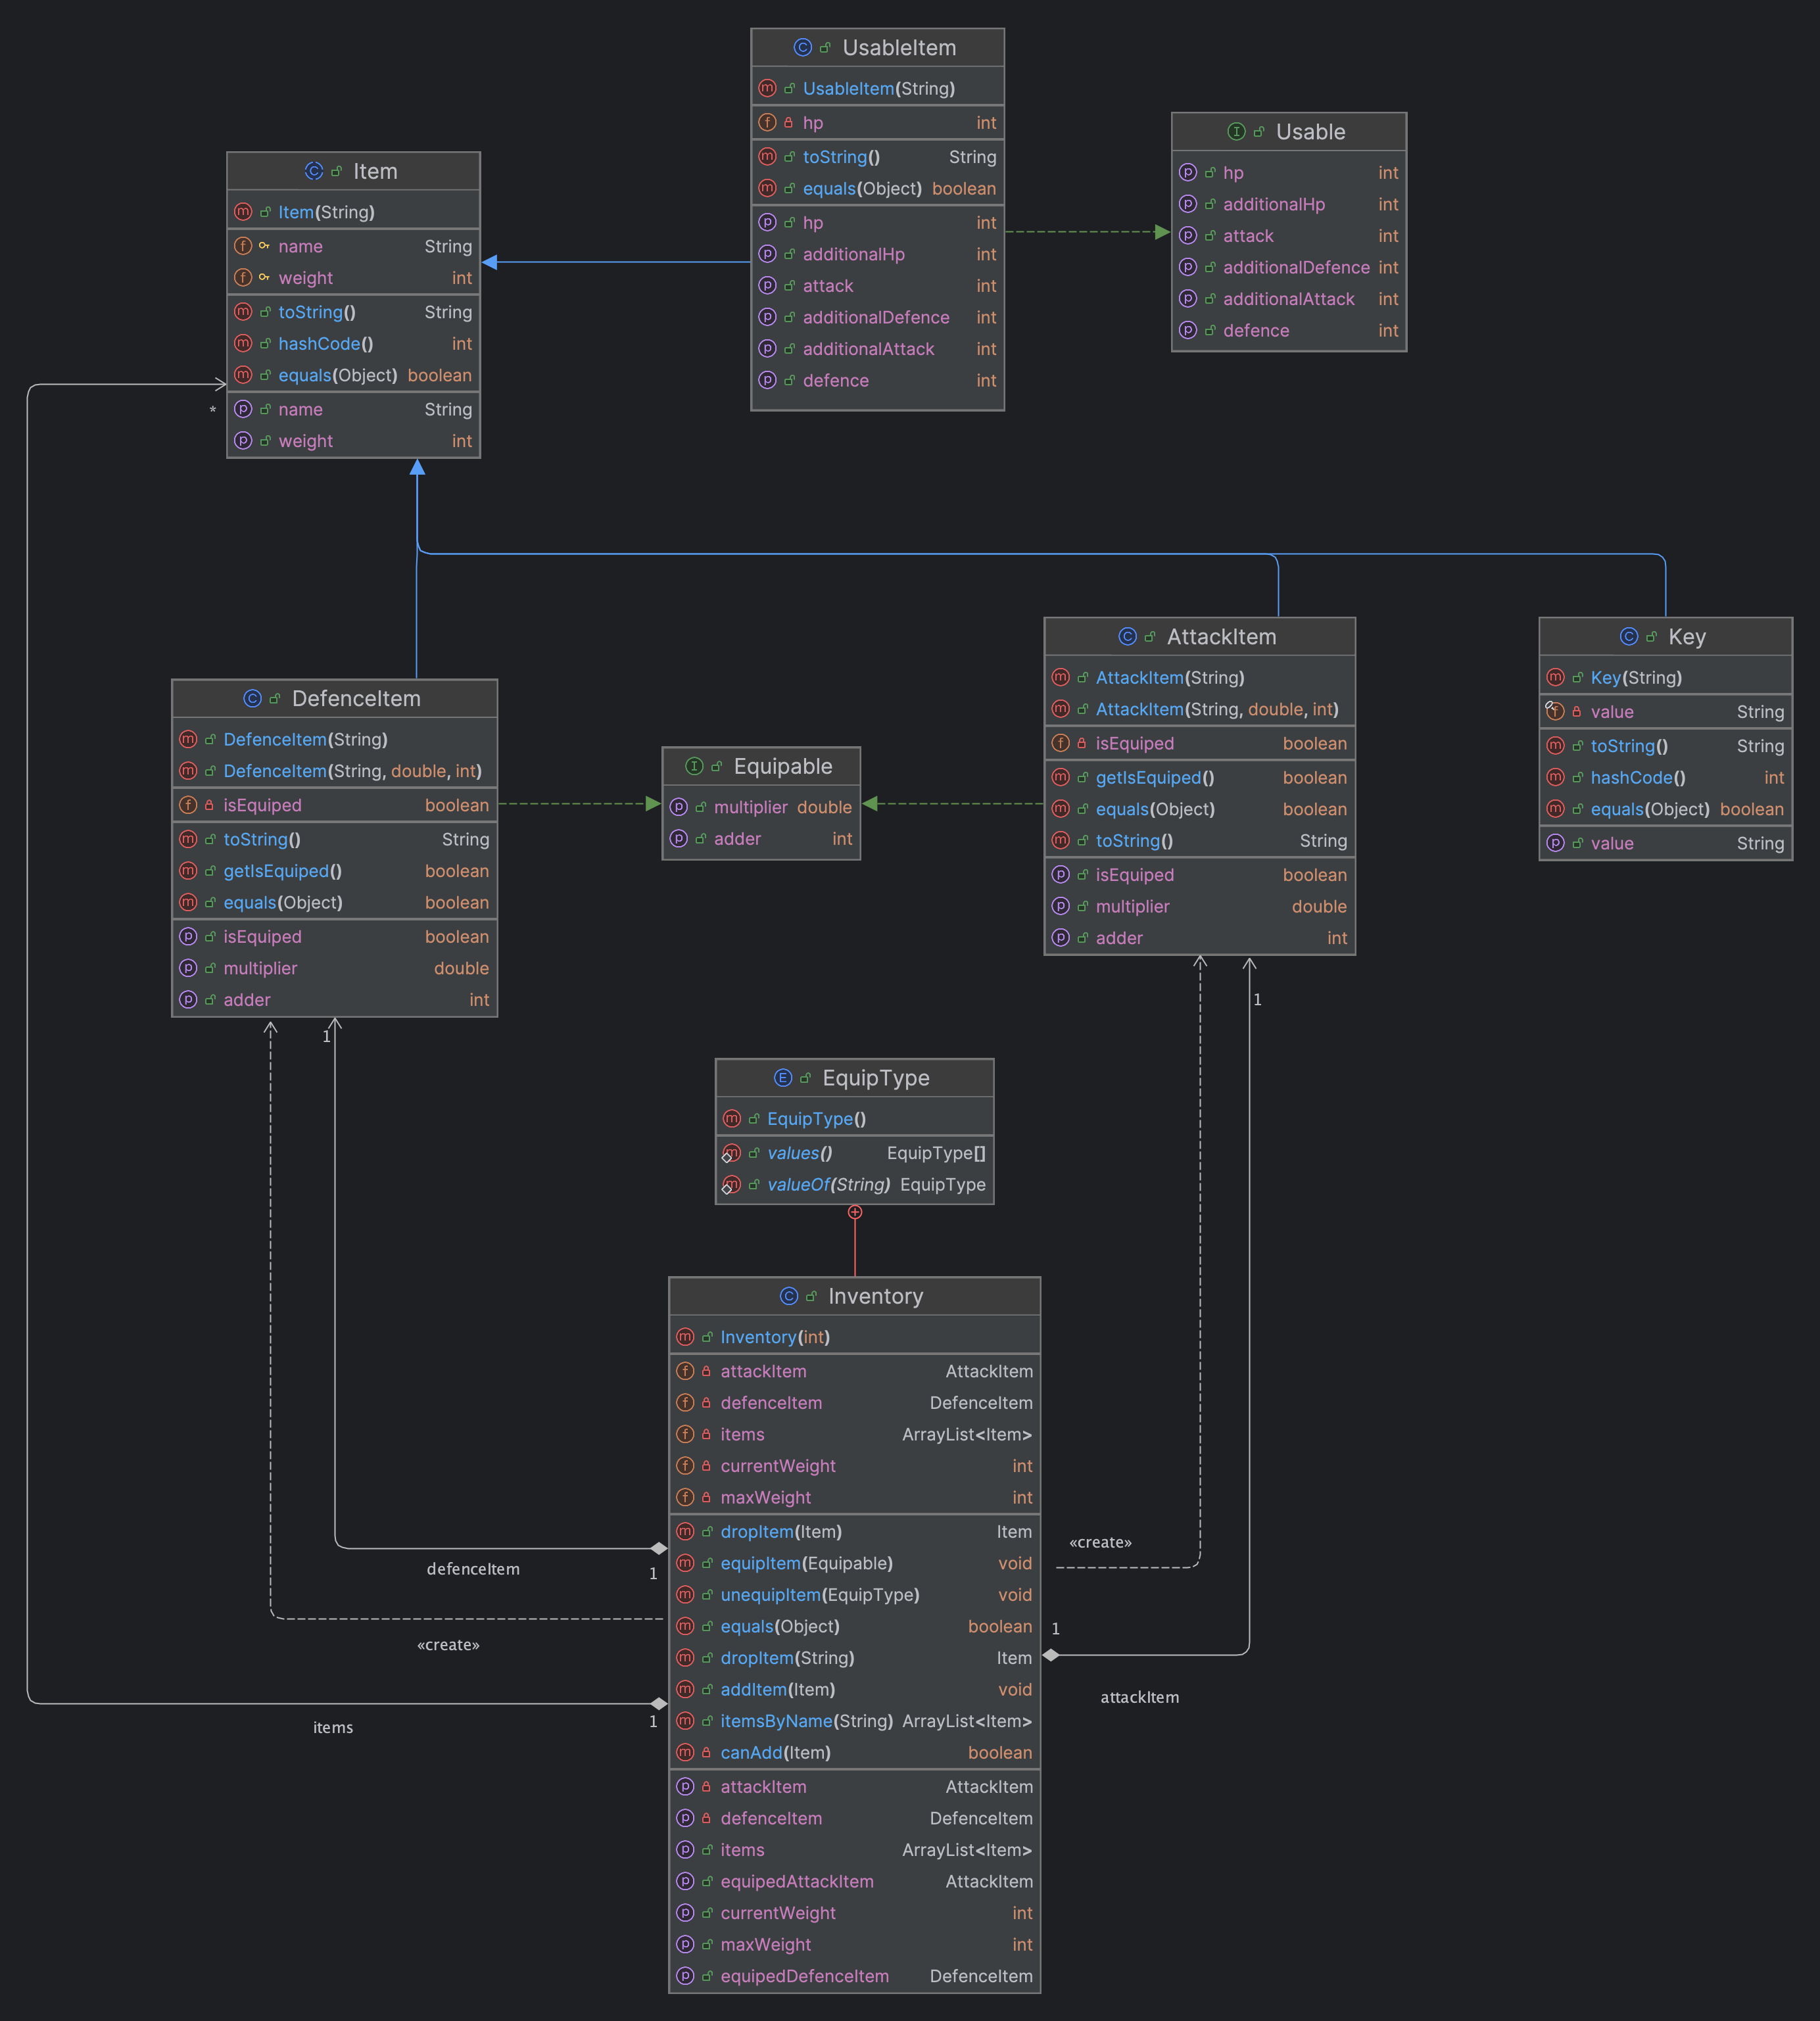 UsableItem
UsableItem(String)
hp int
toString() String
equals(Object) boolean
hp int
additionalHp int
attack int
additionalDefence int
additionalAttack int
defence int
Usable
hp int
additionalHp int
attack int
additionalDefence int
additionalAttack int
defence int
Item
Item(String)
name String
weight int
toString() String
hashCode() int
equals(Object) boolean
name String
weight int
*
DefenceItem
DefenceItem(String)
DefenceItem(String, double, int)
isEquiped boolean
toString() String
getIsEquiped() boolean
equals(Object) boolean
isEquiped boolean
multiplier double
adder int
1
Equipable
multiplier double
adder int
AttackItem
AttackItem(String)
AttackItem(String, double, int)
isEquiped boolean
getIsEquiped() boolean
equals(Object) boolean
toString() String
isEquiped boolean
multiplier double
adder int
1
Key
Key(String)
value String
toString() String
hashCode() int
equals(Object) boolean
value String
EquipType
EquipType()
values() EquipType[]
valueOf(String) EquipType
Inventory
Inventory(int)
attackItem AttackItem
defenceItem DefenceItem
items ArrayList<Item>
currentWeight int
maxWeight int
dropItem(Item) Item
equipItem(Equipable) void
unequipItem(EquipType) void
equals(Object) boolean
dropItem(String) Item
addItem(Item) void
itemsByName(String) ArrayList<Item>
canAdd(Item) boolean
attackItem AttackItem
defenceItem DefenceItem
items ArrayList<Item>
equipedAttackItem AttackItem
currentWeight int
maxWeight int
equipedDefenceItem DefenceItem
«create»
defenceItem
1
1
«create»
attackItem
1
items